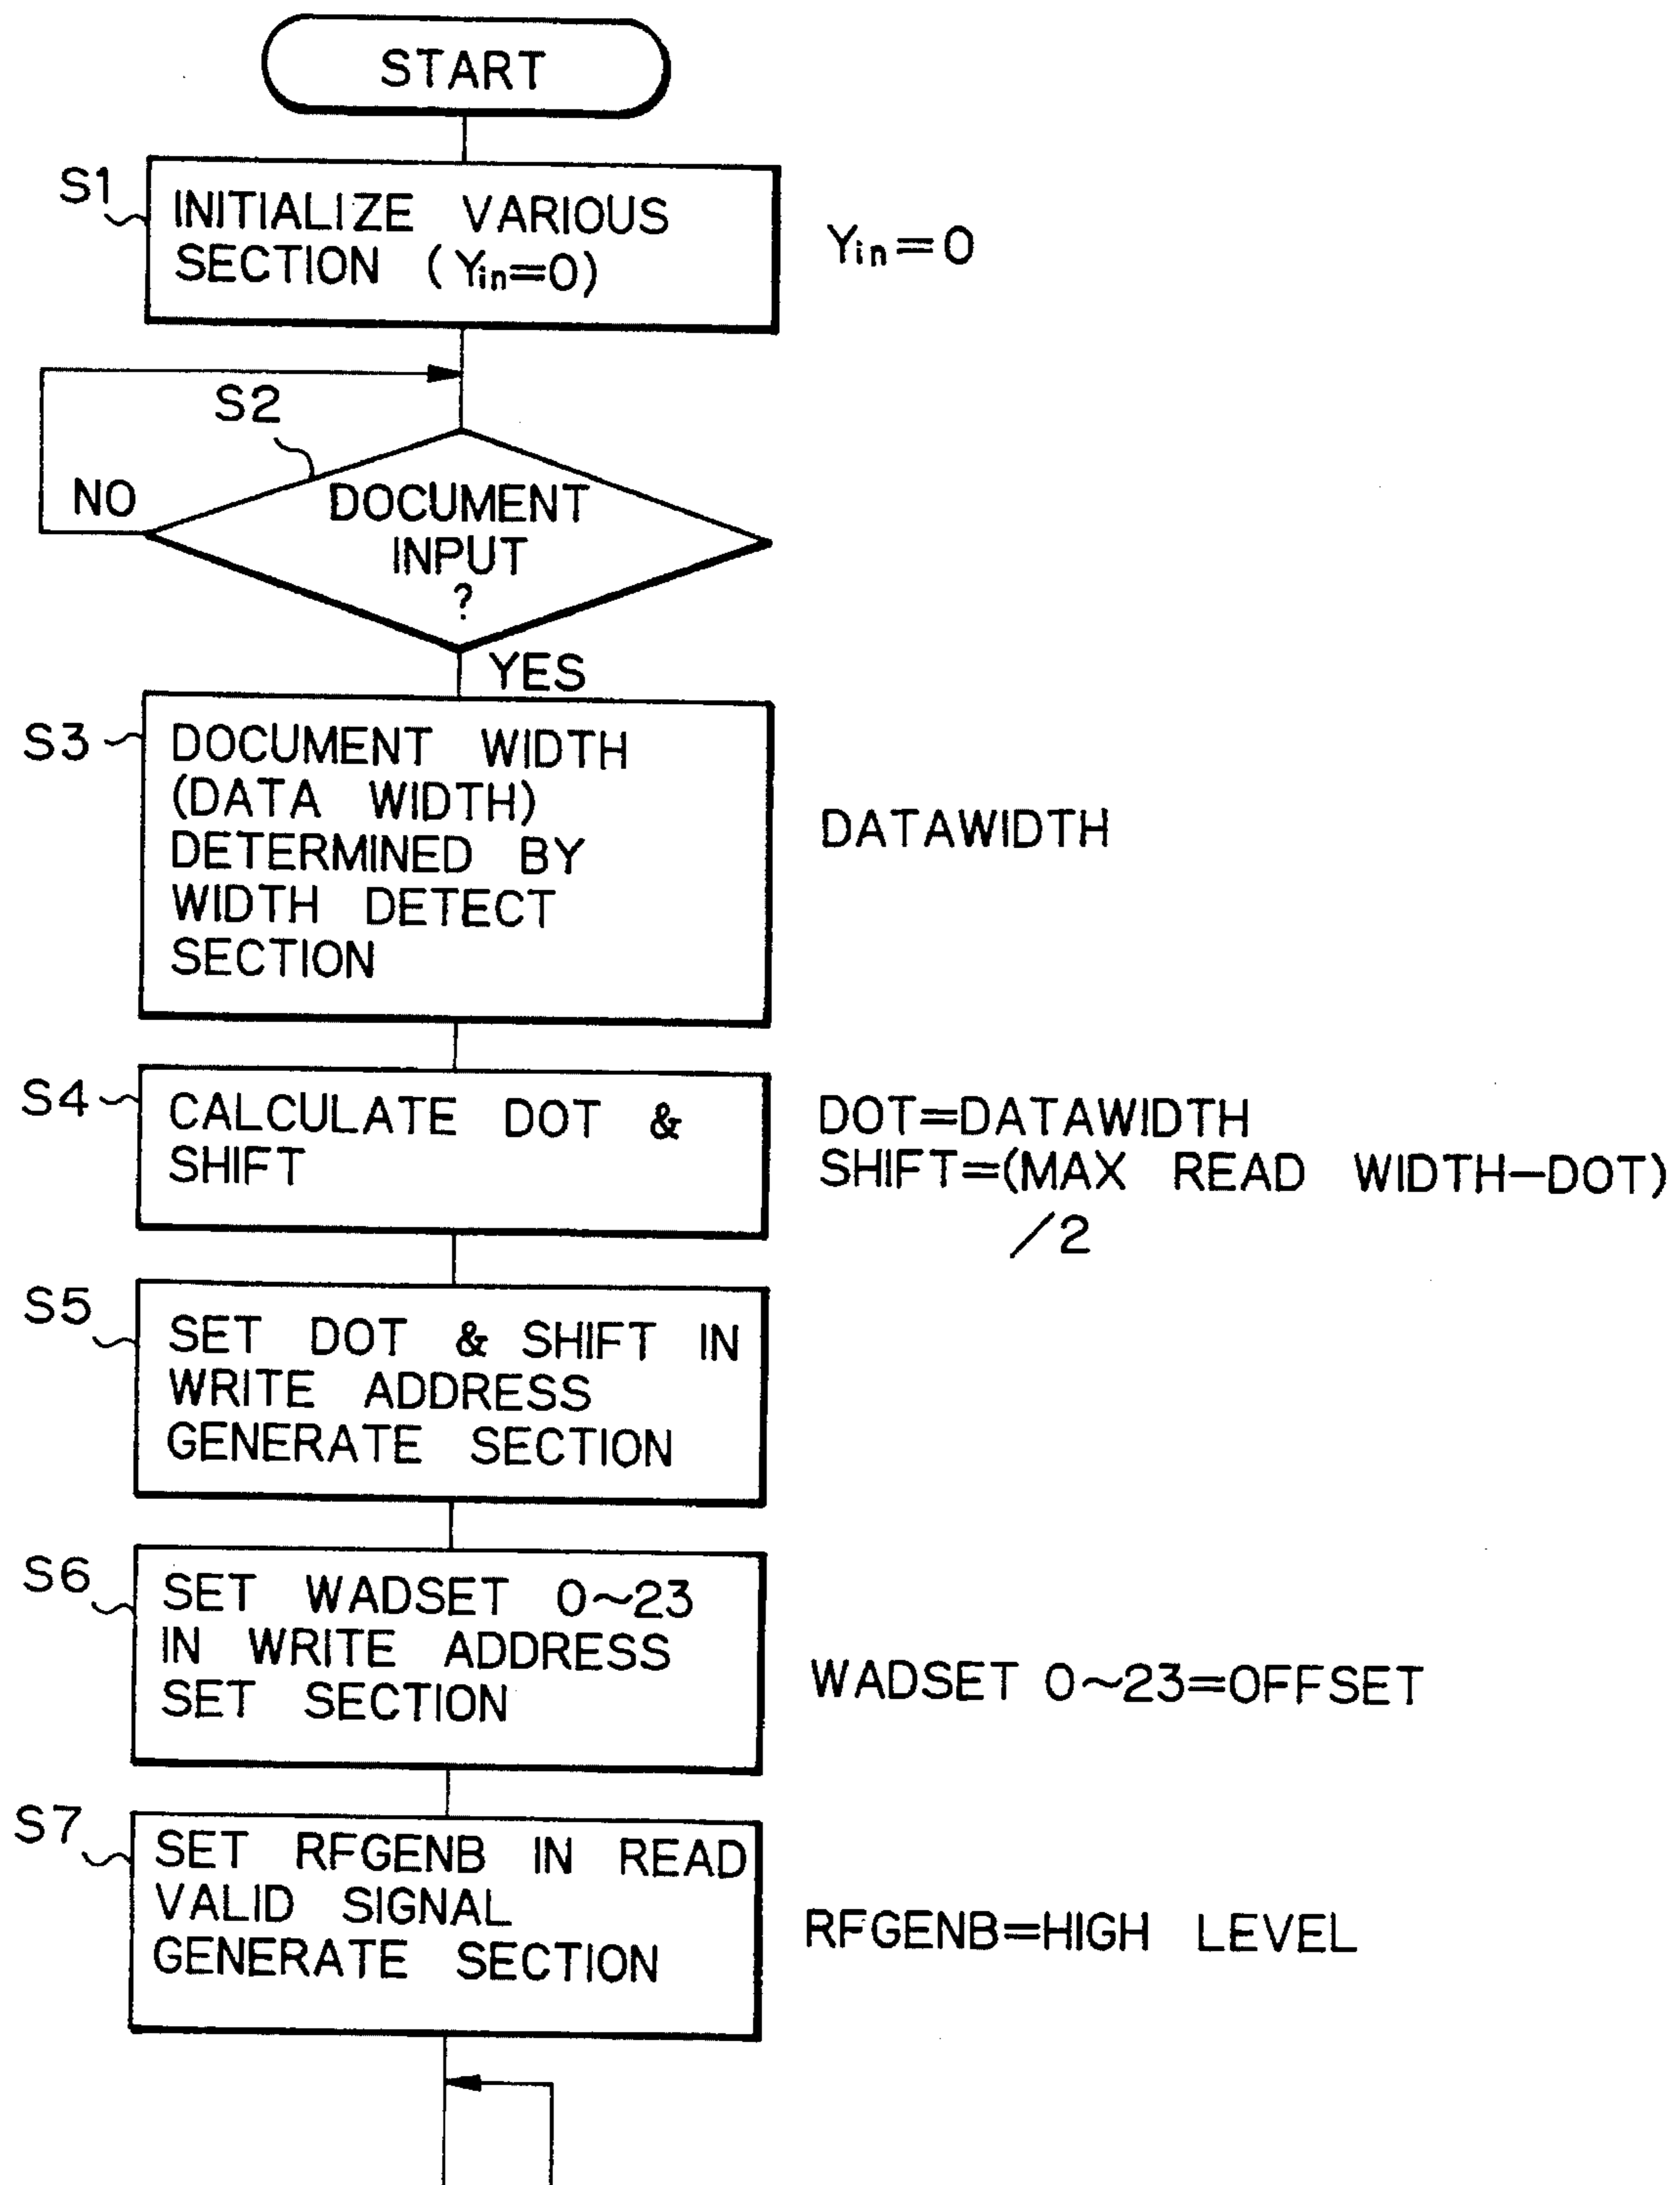 START
S1
INITIALIZE VARIOUS
SECTION (Yin=0)
Yin=0
S2
NO
DOCUMENT
INPUT
?
YES
S3
DOCUMENT WIDTH
(DATA WIDTH)
DETERMINED BY
WIDTH DETECT
SECTION
DATAWIDTH
S4
CALCULATE DOT &
SHIFT
DOT=DATAWIDTH
SHIFT=(MAX READ WIDTH-DOT)
/2
S5
SET DOT & SHIFT IN
WRITE ADDRESS
GENERATE SECTION
S6
SET WADSET 0~23
IN WRITE ADDRESS
SET SECTION
WADSET 0~23=OFFSET
S7
SET RFGENB IN READ
VALID SIGNAL
GENERATE SECTION
RFGENB=HIGH LEVEL